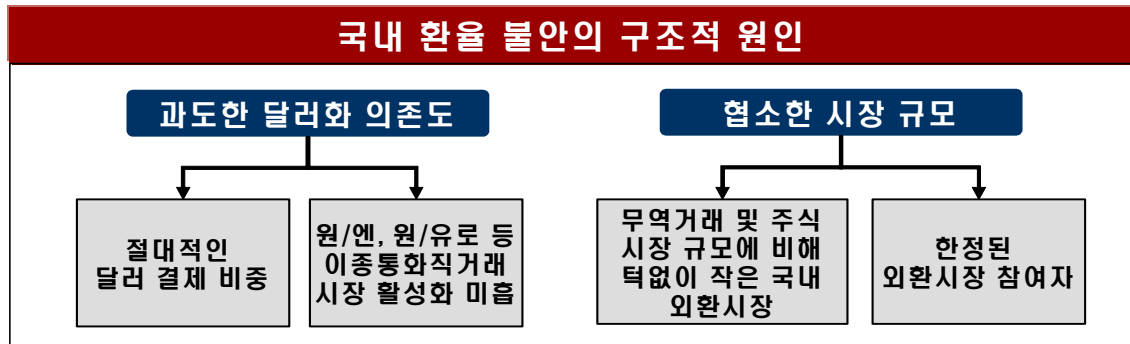 국내 환율 불안의 구조적 원인
과도한 달러화 의존도
절대적인
달러 결제 비중
원/엔, 원/유로 등
이종통화직거래
시장 활성화 미흡
협소한 시장 규모
무역거래 및 주식
시장 규모에 비해
턱없이 작은 국내
외환시장
한정된
외환시장 참여자